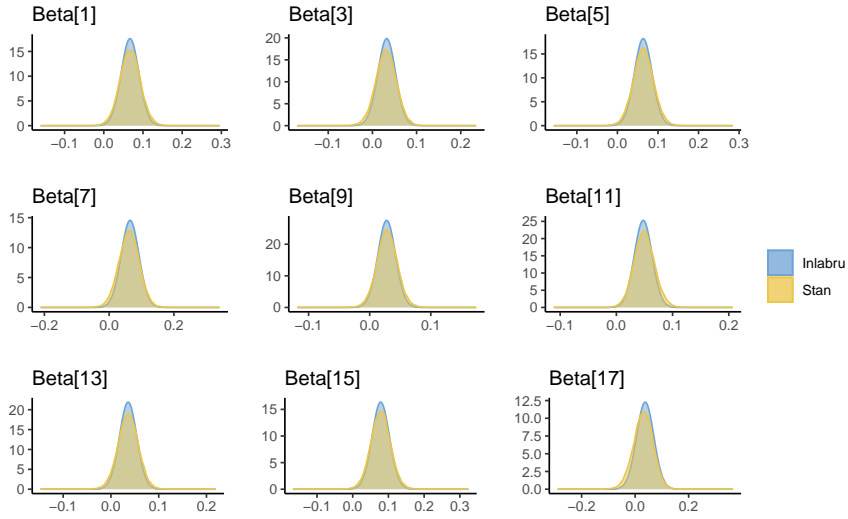 Beta[1] Beta[3] Beta[5]
15 10 5 0
−0.1 0.0 0.1 0.2 0.3
20 15 10 5 0
−0.1 0.0 0.1 0.2
15 10 5 0
−0.1 0.0 0.1 0.2 0.3
Beta[7] Beta[9] Beta[11]
15 10 5 0
−0.2 0.0 0.2
20 10 0
−0.1 0.0 0.1
25 20 15 10 5 0
−0.1 0.0 0.1 0.2
Inlabru
Stan
Beta[13] Beta[15] Beta[17]
20 15 10 5 0
−0.1 0.0 0.1 0.2
15 10 5 0
−0.1 0.0 0.1 0.2 0.3
12.5 10.0 7.5 5.0 2.5 0.0
−0.2 0.0 0.2